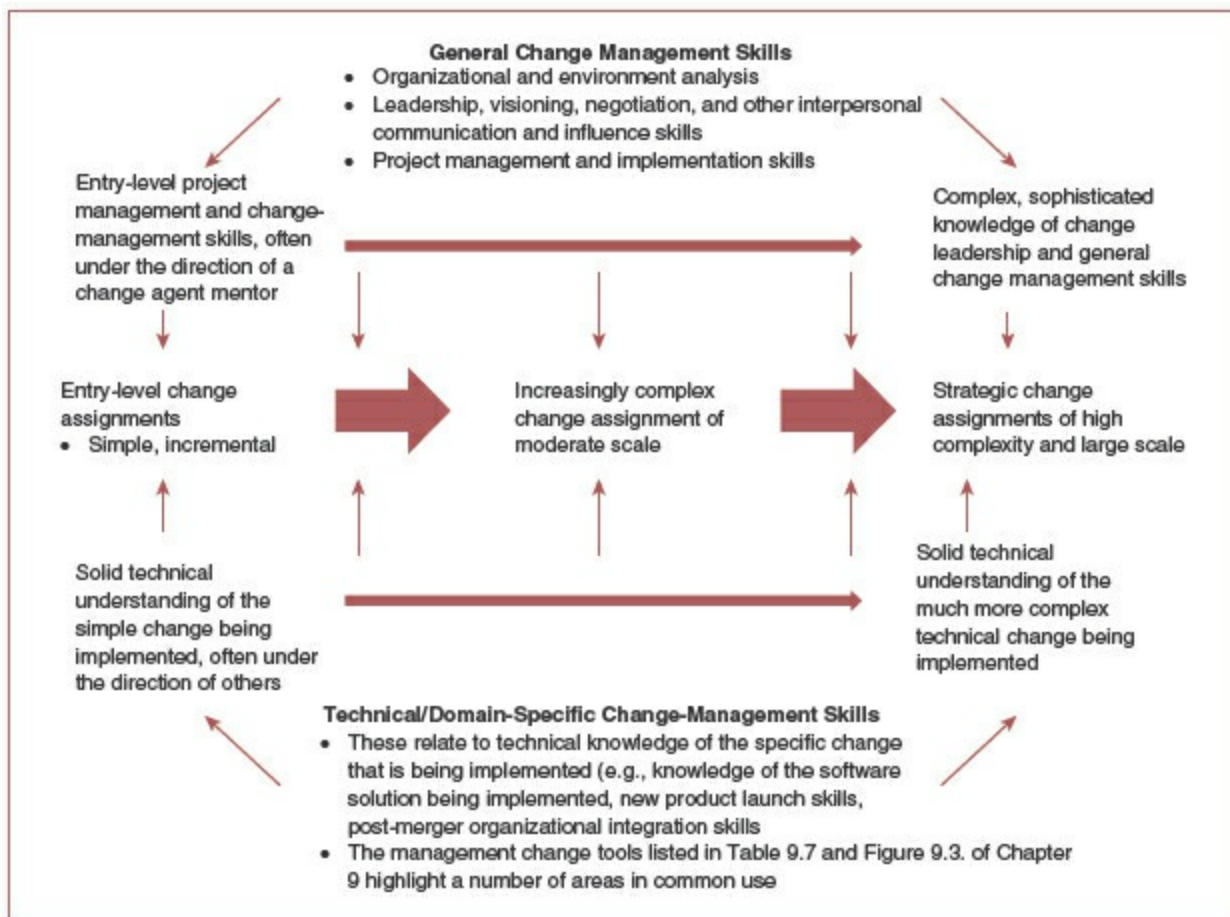 General Change Management Skills
• Organizational and environment analysis
• Leadership, visioning, negotiation, and other interpersonal
communication and influence skills
• Project management and implementation skills
Entry-level project
management and change-
management skills, often
under the direction of a
change agent mentor
Complex, sophisticated
knowledge of change
leadership and general
change management skills
Entry-level change
assignments
• Simple, incremental
Increasingly complex
change assignment of
moderate scale
Strategic change
assignments of high
complexity and large scale
Solid technical
understanding of the
simple change being
implemented, often under
the direction of others
Solid technical
understanding of the
much more complex
technical change being
implemented
Technical/Domain-Specific Change-Management Skills
• These relate to technical knowledge of the specific change
that is being implemented (e.g., knowledge of the software
solution being implemented, new product launch skills,
post-merger organizational integration skills
• The management change tools listed in Table 9.7 and Figure 9.3. of Chapter
9 highlight a number of areas in common use